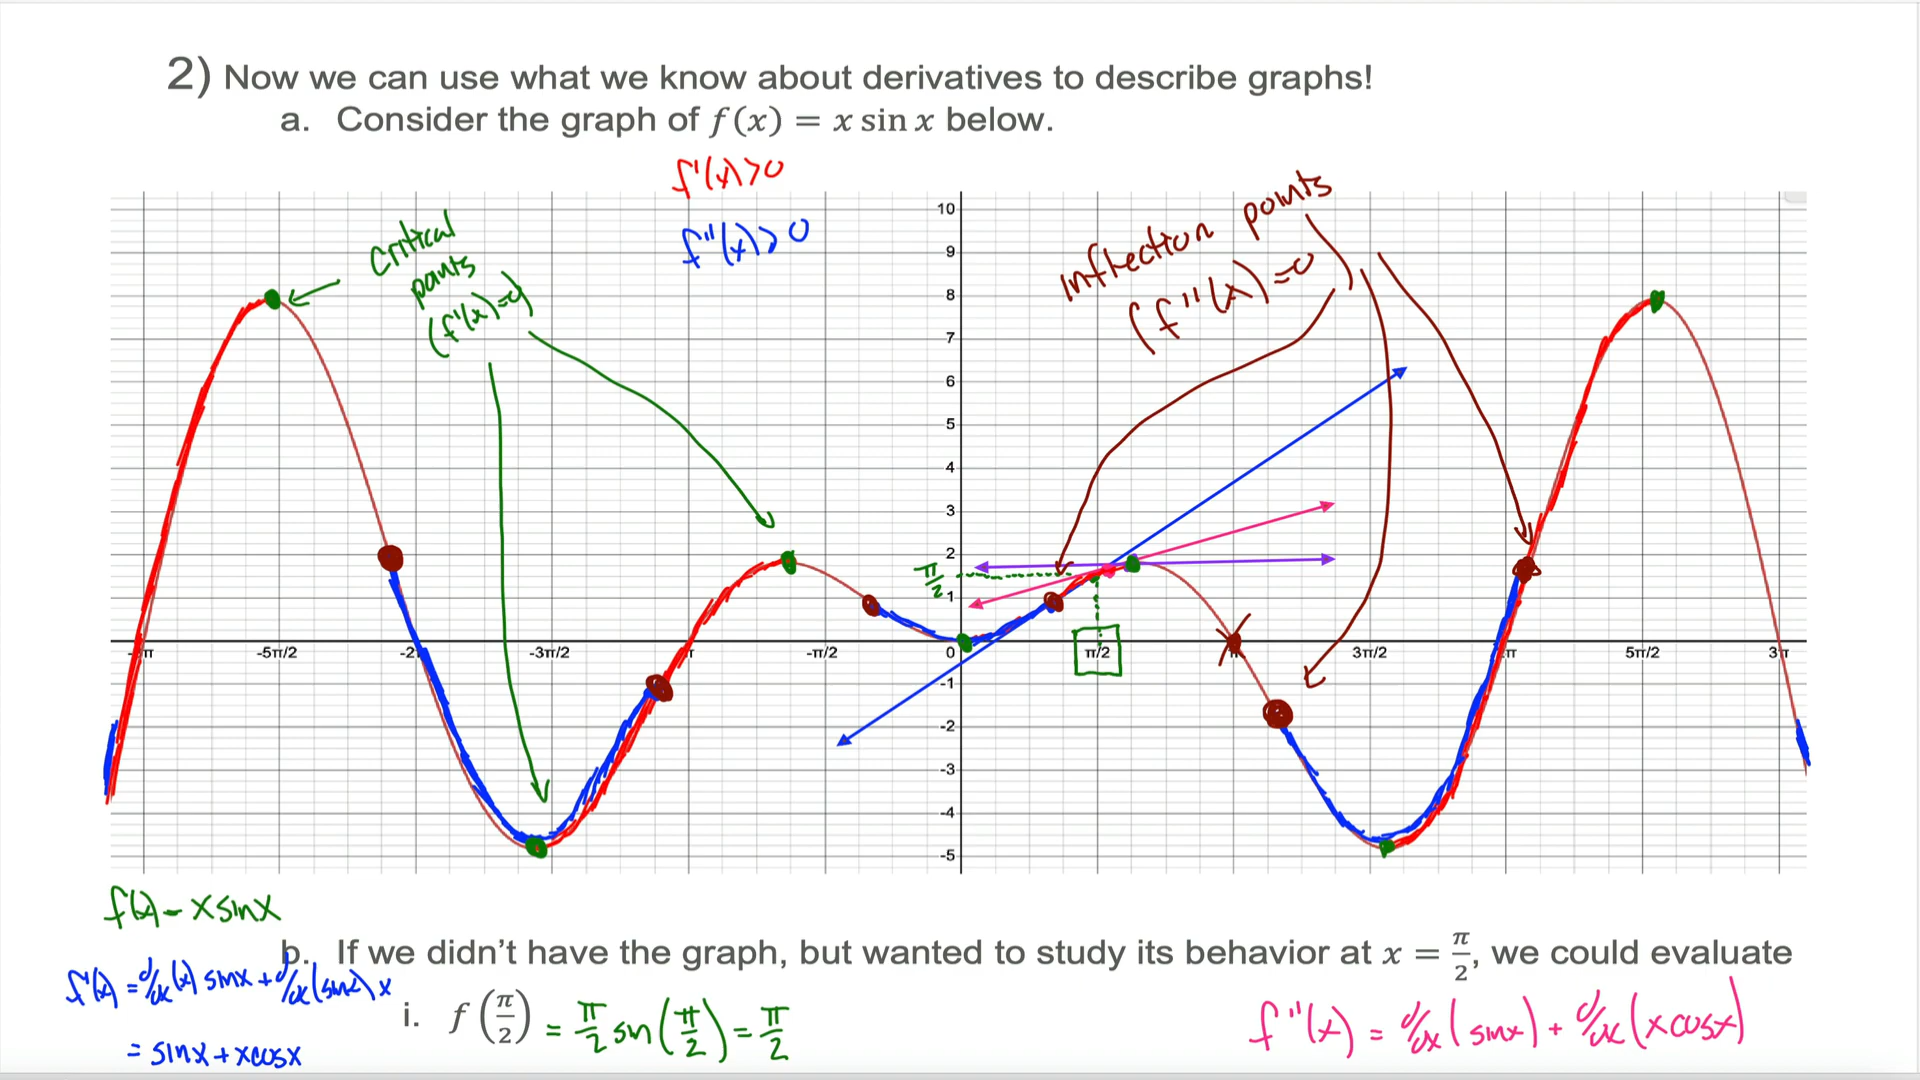 2) Now we can use what we know about derivatives to describe graphs!
a. Consider the graph of f(x) = x sin x below.
f'(x)>0
f''(x)>0
critical
points
(f'(x)=0)
inflection points
(f''(x)=0
10
9
8
7
6
5
4
3
2
1
π/2
-5π/2 -2 -3π/2 -π/2 0 π/2 3π/2 5π/2 3π
-1
-2
-3
-4
-5
f(x) = x sinx
b. If we didn't have the graph, but wanted to study its behavior at x = π/2, we could evaluate
f'(x) = d/dx(x) sinx + d/dx(sinx) x
= sinx + xcosx
i. f(π/2) = π/2 sin(π/2) = π/2
f''(x) = d/dx(sinx) + d/dx(xcosx)